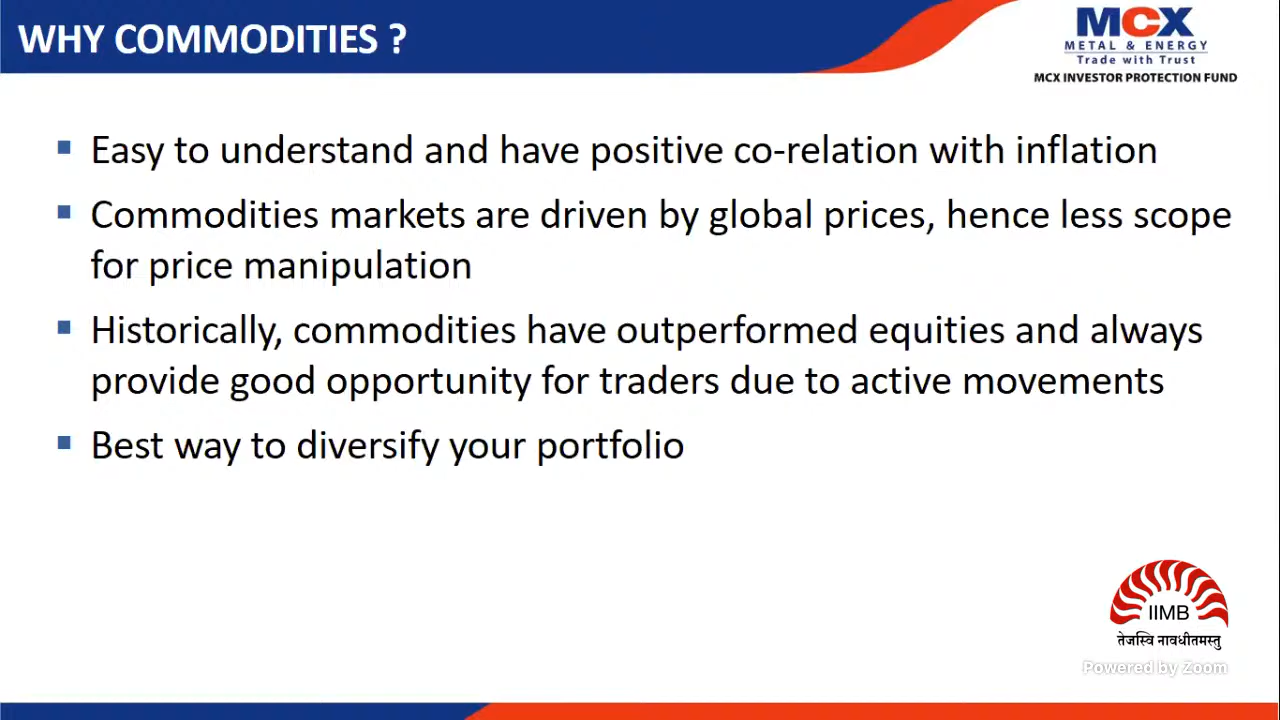 WHY COMMODITIES ?
MCX
METAL & ENERGY
Trade with Trust
MCX INVESTOR PROTECTION FUND
Easy to understand and have positive co-relation with inflation
Commodities markets are driven by global prices, hence less scope
for price manipulation
Historically, commodities have outperformed equities and always
provide good opportunity for traders due to active movements
Best way to diversify your portfolio
IIMB
तेजस्वि नावधीतमस्तु
Powered by Zoom